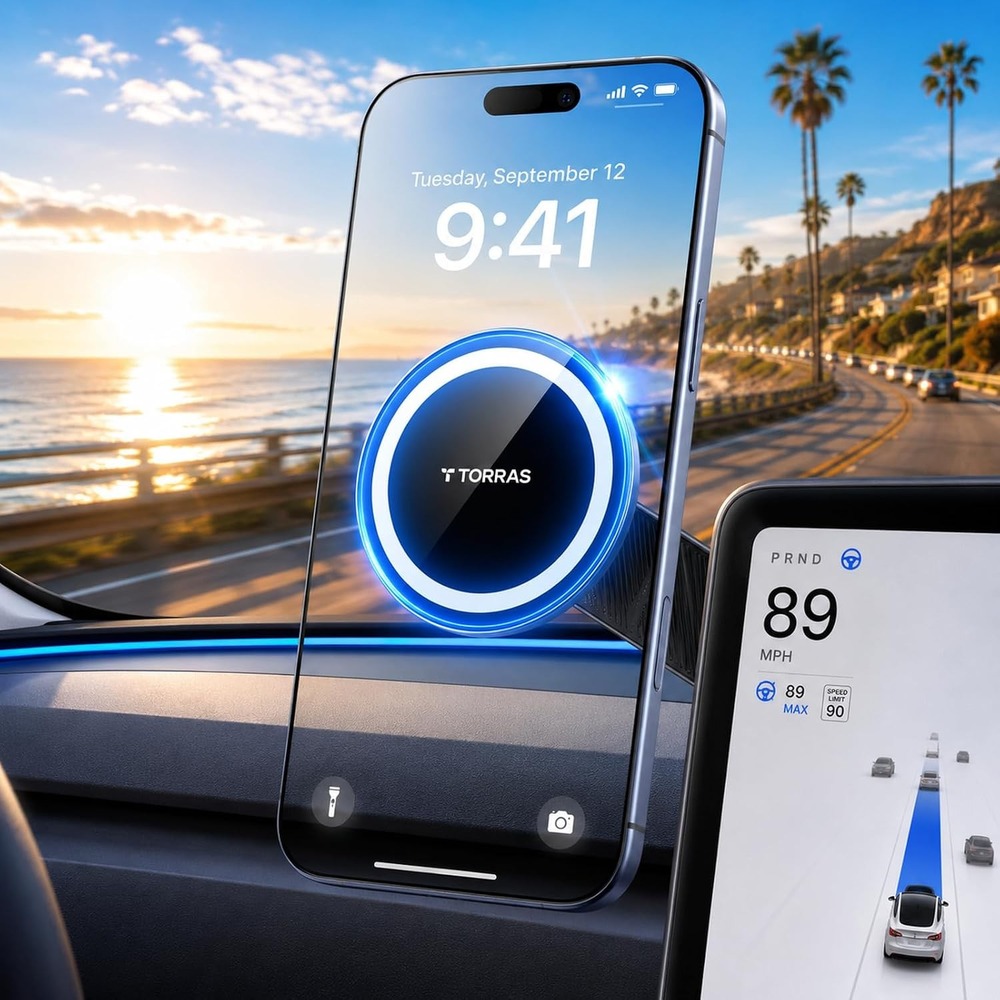 Tuesday, September 12
9:41
TORRAS
PRND
89
MPH
89
MAX
SPEED
LIMIT
90